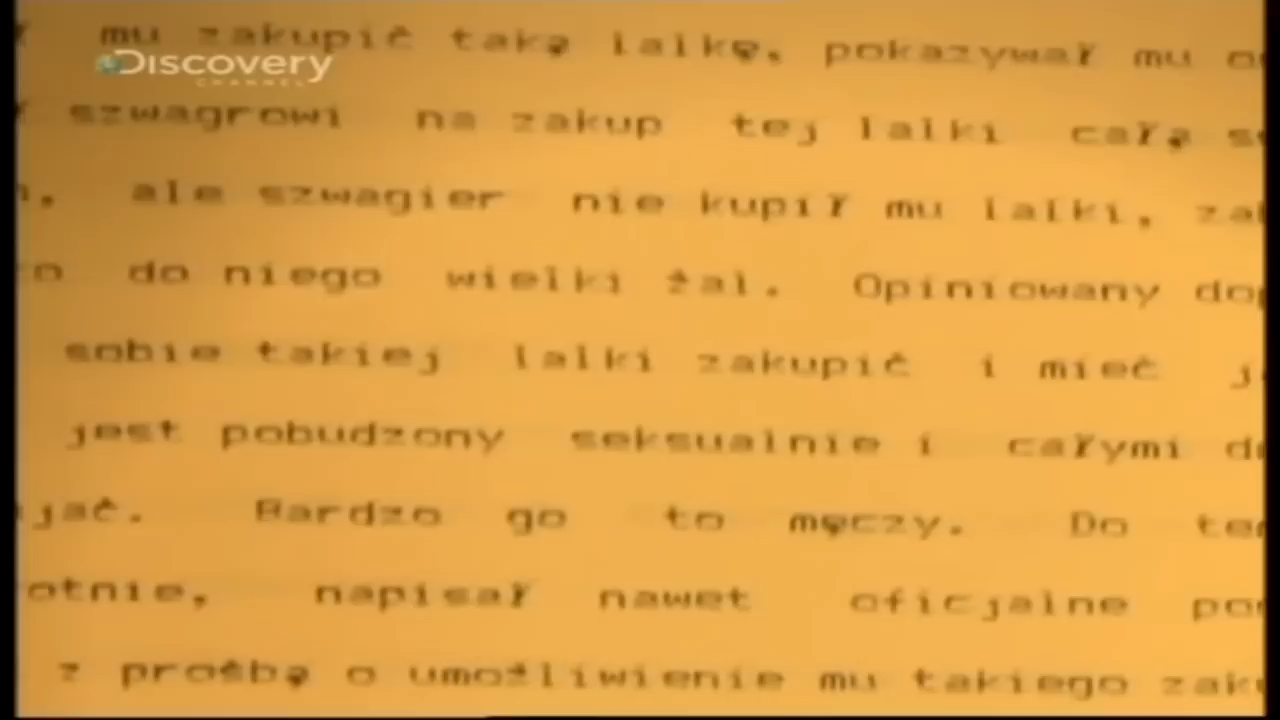 mu zakupić taką lalkę, pokazywał mu
Discovery
CHANNEL
szwagrowi na zakup tej lalki całą
ale szwagier nie kupił mu lalki,
do niego wielki żal. Opiniowany
sobie takiej lalki zakupić i mieć
jest pobudzony seksualnie i całymi
Bardzo go to męczy. Do
napisał nawet oficjalne
z prośbą o umożliwienie mu takiego